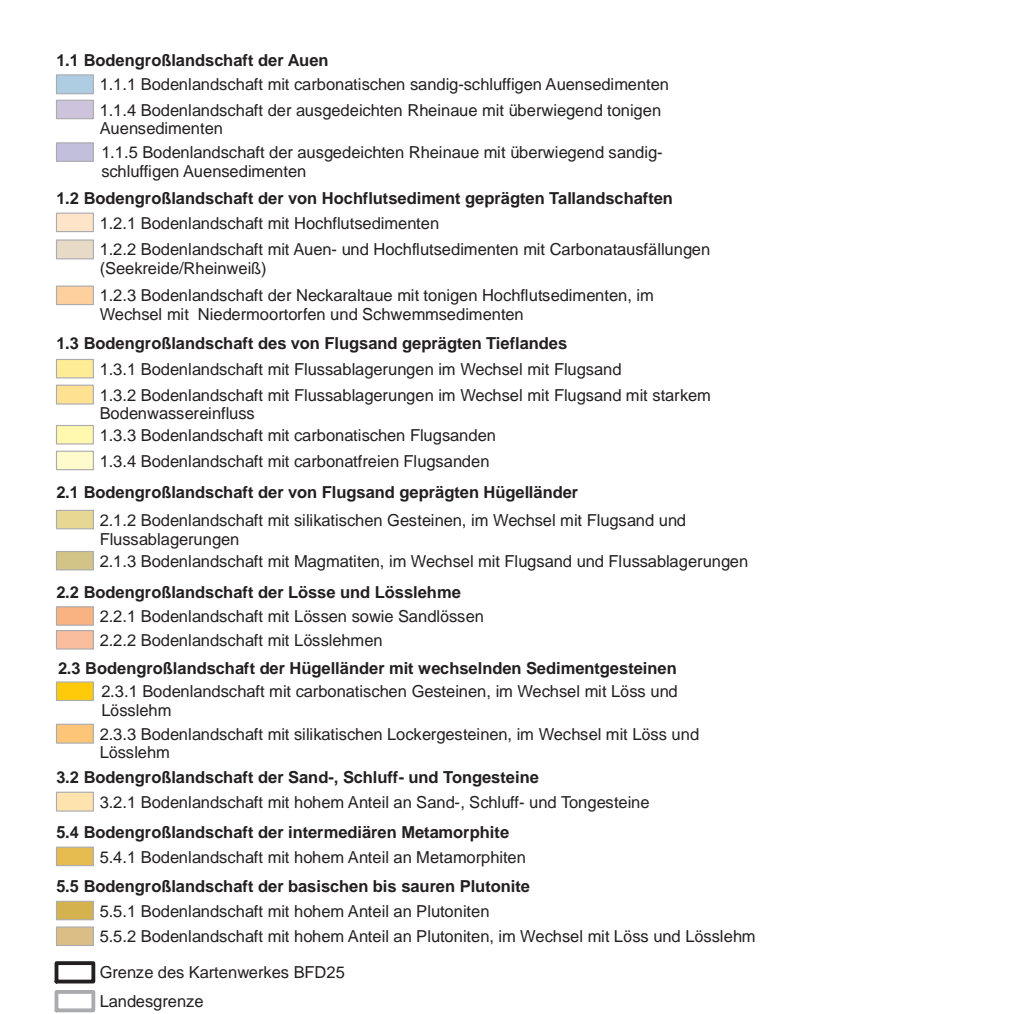 1.1 Bodengroßlandschaft der Auen
1.1.1 Bodenlandschaft mit carbonatischen sandig-schluffigen Auensedimenten
1.1.4 Bodenlandschaft der ausgedeichten Rheinaue mit überwiegend tonigen
Auensedimenten
1.1.5 Bodenlandschaft der ausgedeichten Rheinaue mit überwiegend sandig-
schluffigen Auensedimenten
1.2 Bodengroßlandschaft der von Hochflutsediment geprägten Tallandschaften
1.2.1 Bodenlandschaft mit Hochflutsedimenten
1.2.2 Bodenlandschaft mit Auen- und Hochflutsedimenten mit Carbonatausfällungen
(Seekreide/Rheinweiß)
1.2.3 Bodenlandschaft der Neckaraltaue mit tonigen Hochflutsedimenten, im
Wechsel mit  Niedermoortorfen und Schwemmsedimenten
1.3 Bodengroßlandschaft des von Flugsand geprägten Tieflandes
1.3.1 Bodenlandschaft mit Flussablagerungen im Wechsel mit Flugsand
1.3.2 Bodenlandschaft mit Flussablagerungen im Wechsel mit Flugsand mit starkem
Bodenwassereinfluss
1.3.3 Bodenlandschaft mit carbonatischen Flugsanden
1.3.4 Bodenlandschaft mit carbonatfreien Flugsanden
2.1 Bodengroßlandschaft der von Flugsand geprägten Hügelländer
2.1.2 Bodenlandschaft mit silikatischen Gesteinen, im Wechsel mit Flugsand und
Flussablagerungen
2.1.3 Bodenlandschaft mit Magmatiten, im Wechsel mit Flugsand und Flussablagerungen
2.2 Bodengroßlandschaft der Lösse und Lösslehme
2.2.1 Bodenlandschaft mit Lössen sowie Sandlössen
2.2.2 Bodenlandschaft mit Lösslehmen
2.3 Bodengroßlandschaft der Hügelländer mit wechselnden Sedimentgesteinen
2.3.1 Bodenlandschaft mit carbonatischen Gesteinen, im Wechsel mit Löss und
Lösslehm
2.3.3 Bodenlandschaft mit silikatischen Lockergesteinen, im Wechsel mit Löss und
Lösslehm
3.2 Bodengroßlandschaft der Sand-, Schluff- und Tongesteine
3.2.1 Bodenlandschaft mit hohem Anteil an Sand-, Schluff- und Tongesteine
5.4 Bodengroßlandschaft der intermediären Metamorphite
5.4.1 Bodenlandschaft mit hohem Anteil an Metamorphiten
5.5 Bodengroßlandschaft der basischen bis sauren Plutonite
5.5.1 Bodenlandschaft mit hohem Anteil an Plutoniten
5.5.2 Bodenlandschaft mit hohem Anteil an Plutoniten, im Wechsel mit Löss und Lösslehm
Grenze des Kartenwerkes BFD25
Landesgrenze